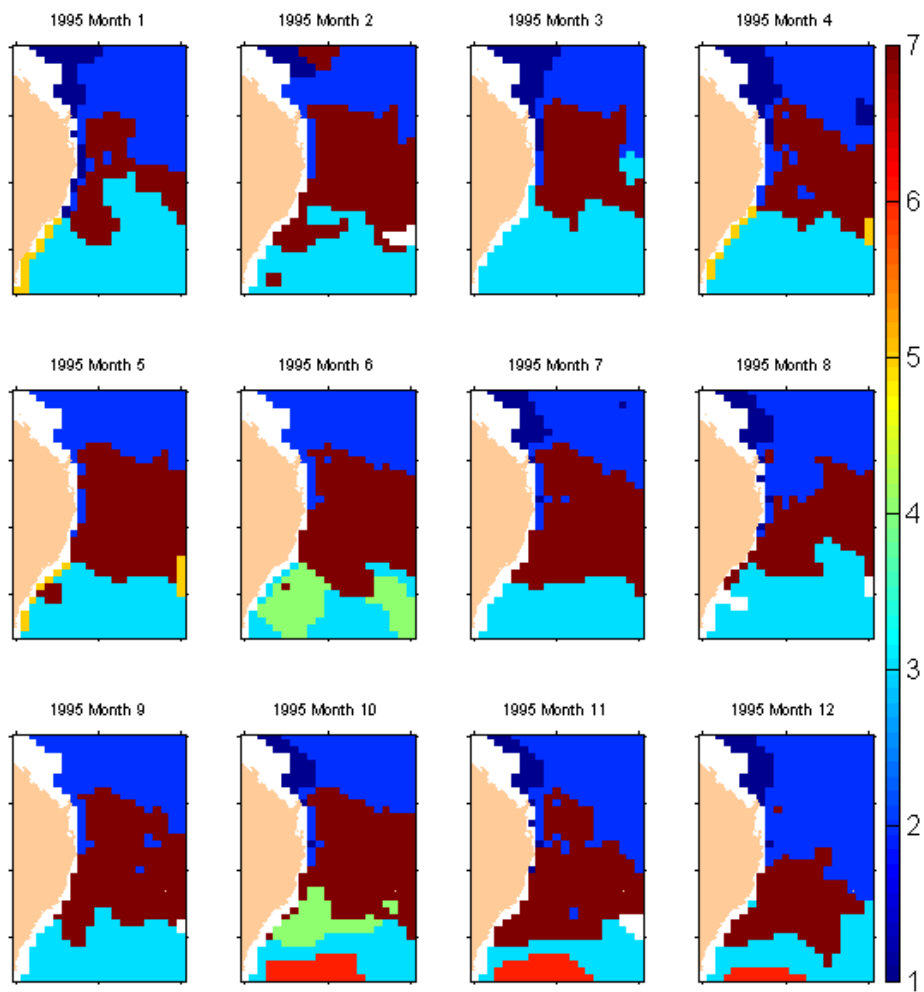 1995 Month 1
1995 Month 2
1995 Month 3
1995 Month 4
7
6
5
4
3
2
1
1995 Month 5
1995 Month 6
1995 Month 7
1995 Month 8
1995 Month 9
1995 Month 10
1995 Month 11
1995 Month 12